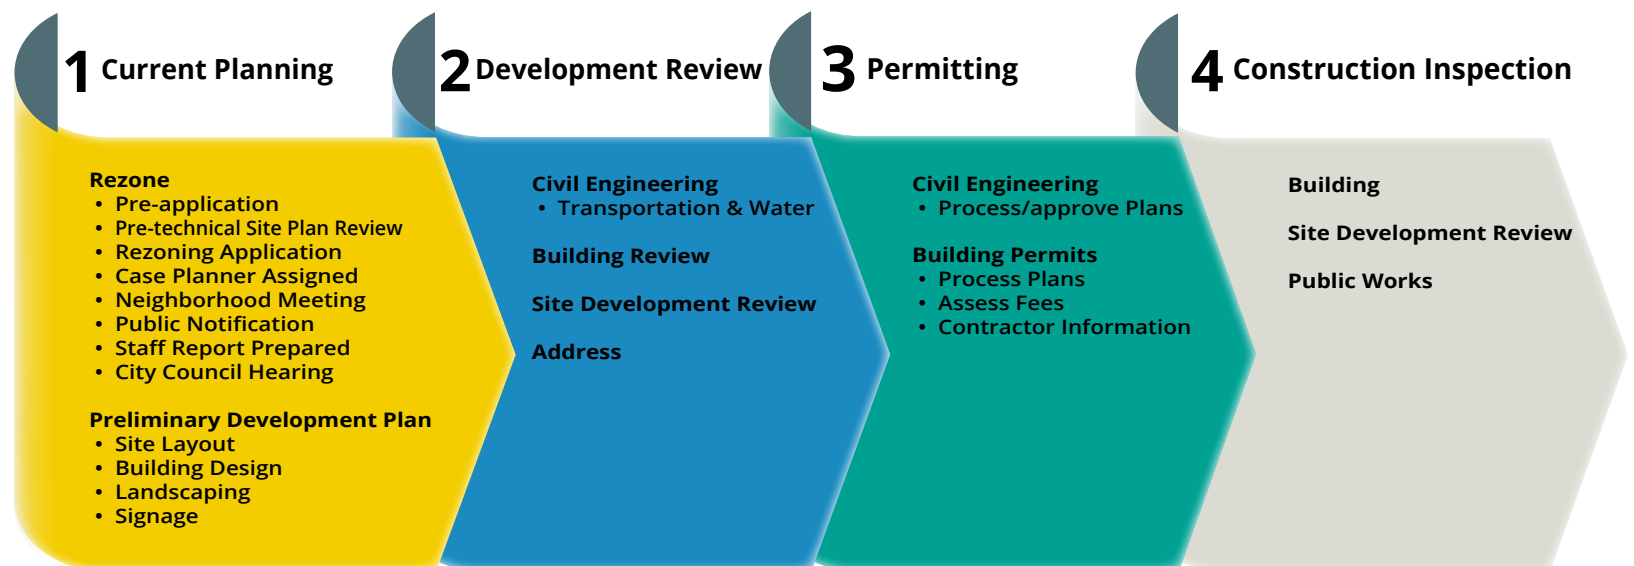 1 Current Planning
Rezone
• Pre-application
• Pre-technical Site Plan Review
• Rezoning Application
• Case Planner Assigned
• Neighborhood Meeting
• Public Notification
• Staff Report Prepared
• City Council Hearing
Preliminary Development Plan
• Site Layout
• Building Design
• Landscaping
• Signage
2 Development Review
Civil Engineering
• Transportation & Water
Building Review
Site Development Review
Address
3 Permitting
Civil Engineering
• Process/approve Plans
Building Permits
• Process Plans
• Assess Fees
• Contractor Information
4 Construction Inspection
Building
Site Development Review
Public Works